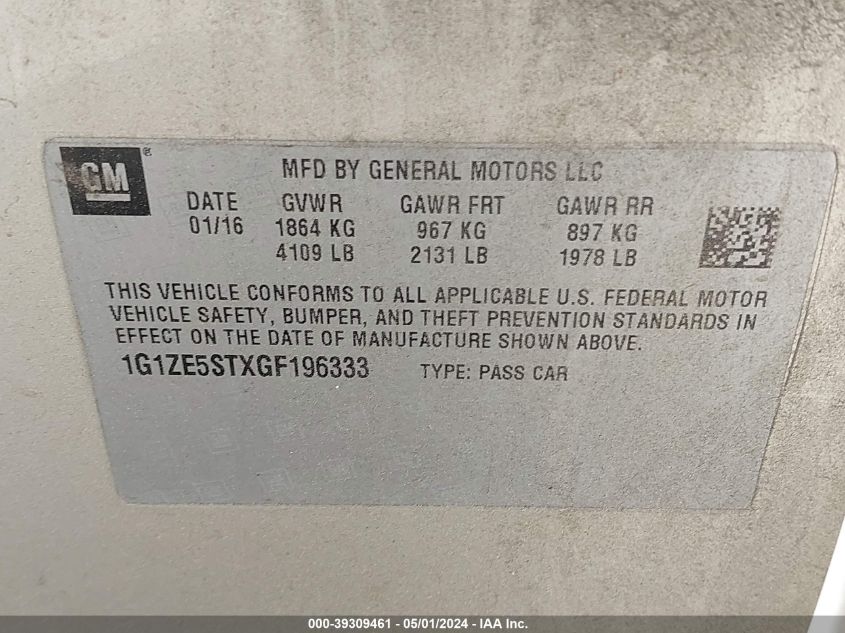 GM®
MFD BY GENERAL MOTORS LLC
DATE GVWR GAWR FRT GAWR RR
01/16 1864 KG 967 KG 897 KG
4109 LB 2131 LB 1978 LB
THIS VEHICLE CONFORMS TO ALL APPLICABLE U.S. FEDERAL MOTOR
VEHICLE SAFETY, BUMPER, AND THEFT PREVENTION STANDARDS IN
EFFECT ON THE DATE OF MANUFACTURE SHOWN ABOVE.
1G1ZE5STXGF196333 TYPE: PASS CAR
000-39309461 - 05/01/2024 - IAA Inc.